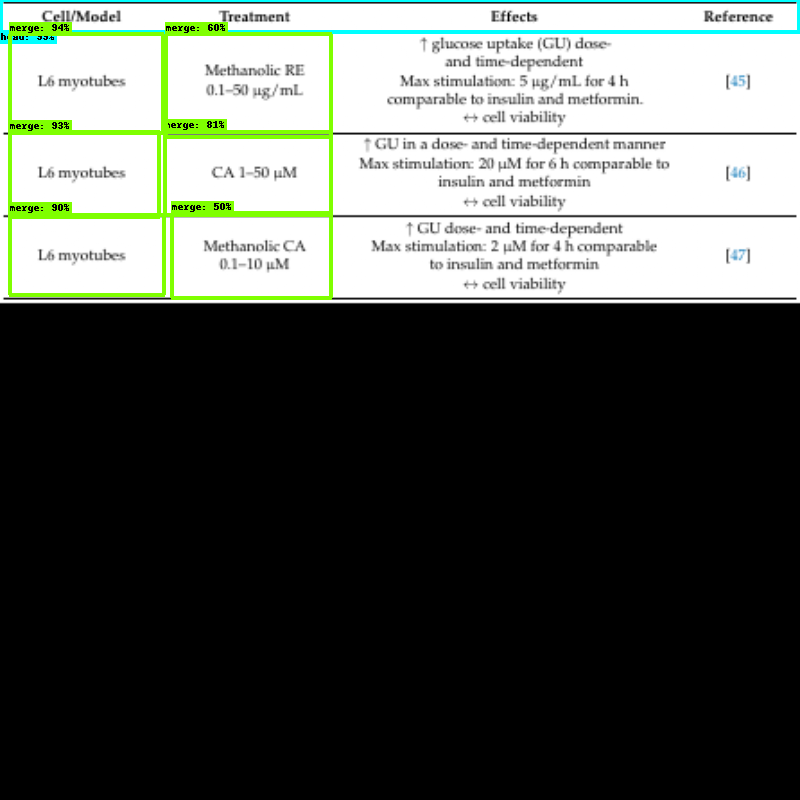 Cell/Model Treatment Effects Reference
merge: 94% merge: 60%
head: 99%
L6 myotubes
Methanolic RE
0.1–50 μg/mL
↑ glucose uptake (GU) dose-
and time-dependent
Max stimulation: 5 μg/mL for 4 h
comparable to insulin and metformin.
↔ cell viability
[45]
merge: 93% merge: 81%
L6 myotubes
CA 1–50 μM
↑ GU in a dose- and time-dependent manner
Max stimulation: 20 μM for 6 h comparable to
insulin and metformin
↔ cell viability
[46]
merge: 90% merge: 50%
L6 myotubes
Methanolic CA
0.1–10 μM
↑ GU dose- and time-dependent
Max stimulation: 2 μM for 4 h comparable
to insulin and metformin
↔ cell viability
[47]